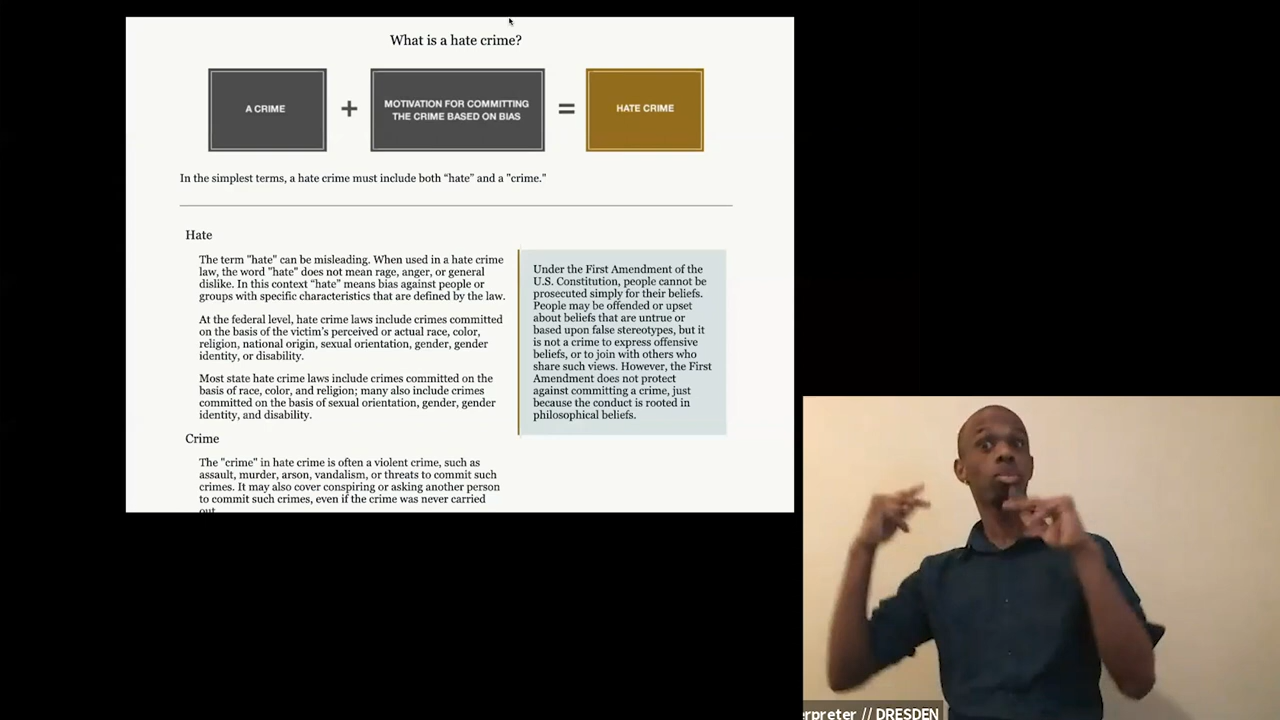 What is a hate crime?
A CRIME
+
MOTIVATION FOR COMMITTING
THE CRIME BASED ON BIAS
=
HATE CRIME
In the simplest terms, a hate crime must include both “hate” and a "crime.”
Hate
The term "hate" can be misleading. When used in a hate crime
law, the word "hate" does not mean rage, anger, or general
dislike. In this context “hate” means bias against people or
groups with specific characteristics that are defined by the law.
At the federal level, hate crime laws include crimes committed
on the basis of the victim’s perceived or actual race, color,
religion, national origin, sexual orientation, gender, gender
identity, or disability.
Most state hate crime laws include crimes committed on the
basis of race, color, and religion; many also include crimes
committed on the basis of sexual orientation, gender, gender
identity, and disability.
Under the First Amendment of the
U.S. Constitution, people cannot be
prosecuted simply for their beliefs.
People may be offended or upset
about beliefs that are untrue or
based upon false stereotypes, but it
is not a crime to express offensive
beliefs, or to join with others who
share such views. However, the First
Amendment does not protect
against committing a crime, just
because the conduct is rooted in
philosophical beliefs.
Crime
The "crime" in hate crime is often a violent crime, such as
assault, murder, arson, vandalism, or threats to commit such
crimes. It may also cover conspiring or asking another person
to commit such crimes, even if the crime was never carried
out.
erpreter // DRESDEN